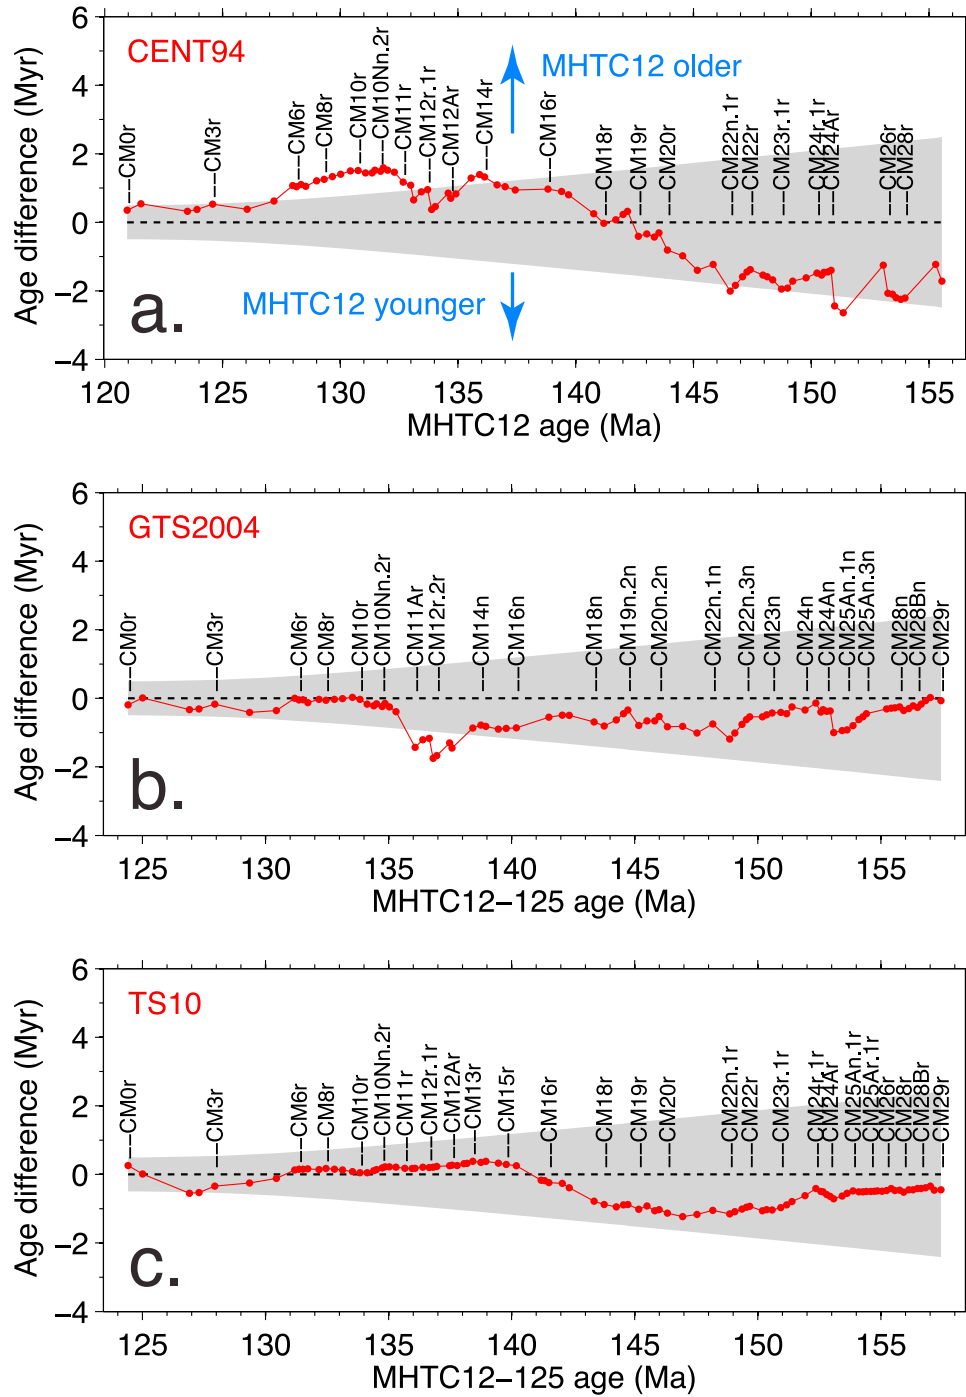 6
4
2
0
−2
−4
Age difference (Myr)
CENT94
MHTC12 older
MHTC12 younger
a.
CM0r
CM3r
CM6r
CM8r
CM10r
CM10Nn.2r
CM11r
CM12r.1r
CM12Ar
CM14r
CM16r
CM18r
CM19r
CM20r
CM22n.1r
CM22r
CM23r.1r
CM24r.1r
CM24Ar
CM26r
CM28r
120 125 130 135 140 145 150 155
MHTC12 age (Ma)
6
4
2
0
−2
−4
Age difference (Myr)
GTS2004
b.
CM0r
CM3r
CM6r
CM8r
CM10r
CM10Nn.2r
CM11Ar
CM12r.2r
CM14n
CM16n
CM18n
CM19n.2n
CM20n.2n
CM22n.1n
CM22n.3n
CM23n
CM24n
CM24An
CM25An.1n
CM25An.3n
CM28n
CM28Bn
CM29r
125 130 135 140 145 150 155
MHTC12−125 age (Ma)
6
4
2
0
−2
−4
Age difference (Myr)
TS10
c.
CM0r
CM3r
CM6r
CM8r
CM10r
CM10Nn.2r
CM11r
CM12r.1r
CM12Ar
CM13r
CM15r
CM16r
CM18r
CM19r
CM20r
CM22n.1r
CM22r
CM23r.1r
CM24r.1r
CM24Ar
CM25An.1r
CM25Ar.1r
CM26r
CM28r
CM28Br
CM29r
125 130 135 140 145 150 155
MHTC12−125 age (Ma)